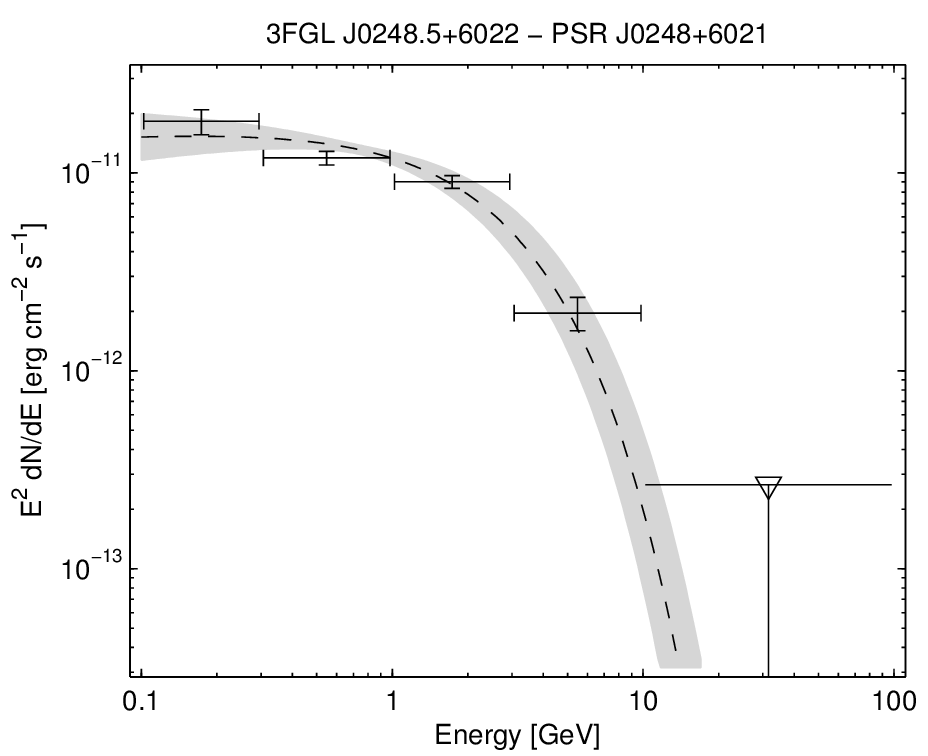 3FGL J0248.5+6022 − PSR J0248+6021
E² dN/dE [erg cm⁻² s⁻¹]
10⁻¹¹
10⁻¹²
10⁻¹³
0.1 1 10 100
Energy [GeV]